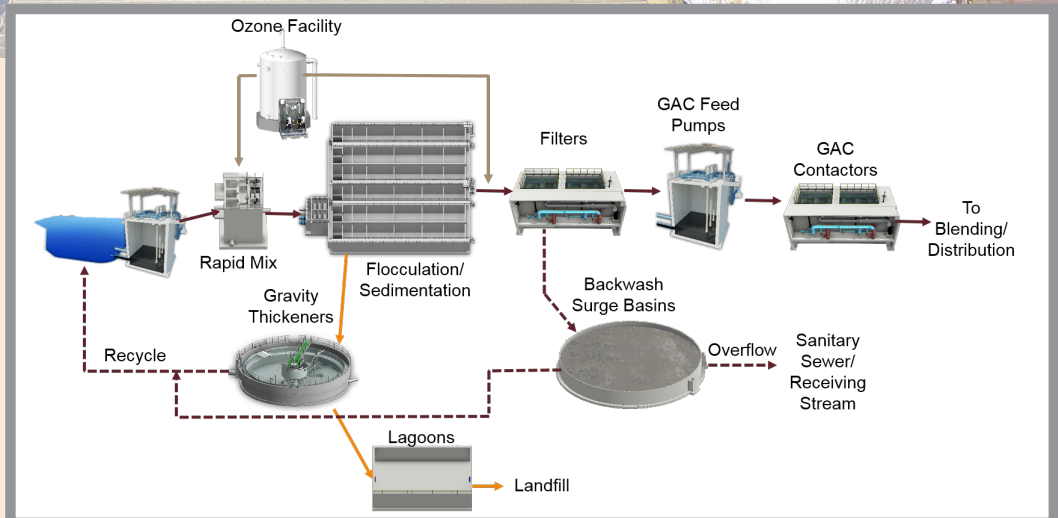 Ozone Facility
GAC Feed
Pumps
Filters
GAC
Contactors
To
Blending/
Distribution
Rapid Mix
Flocculation/
Sedimentation
Gravity
Thickeners
Backwash
Surge Basins
Recycle
Overflow
Sanitary
Sewer/
Receiving
Stream
Lagoons
Landfill